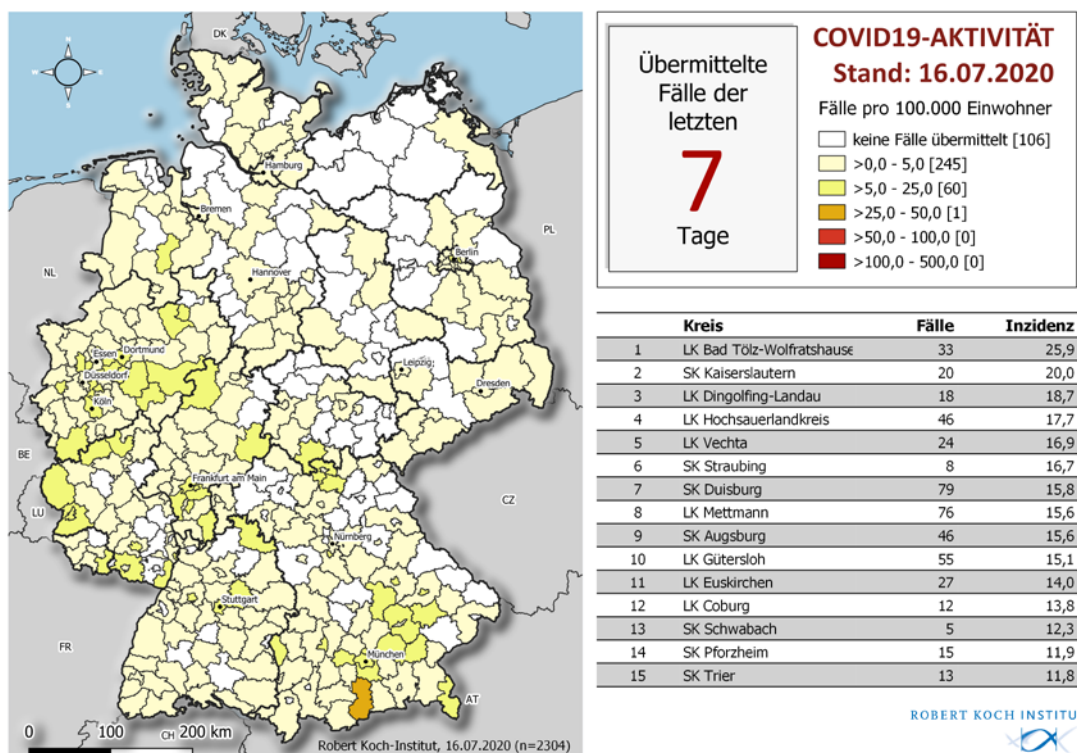 DK
PL
NL
BE
LU
FR
CH
AT
CZ
N
W
S
Hamburg
Bremen
Berlin
Hannover
Essen
Dortmund
Düsseldorf
Köln
Leipzig
Dresden
Frankfurt am Main
Nürnberg
Stuttgart
München
0 100 200 km
Robert Koch-Institut, 16.07.2020 (n=2304)
Übermittelte
Fälle der
letzten
7
Tage
COVID19-AKTIVITÄT
Stand: 16.07.2020
Fälle pro 100.000 Einwohner
keine Fälle übermittelt [106]
>0,0 - 5,0 [245]
>5,0 - 25,0 [60]
>25,0 - 50,0 [1]
>50,0 - 100,0 [0]
>100,0 - 500,0 [0]
Kreis Fälle Inzidenz
1 LK Bad Tölz-Wolfratshause 33 25,9
2 SK Kaiserslautern 20 20,0
3 LK Dingolfing-Landau 18 18,7
4 LK Hochsauerlandkreis 46 17,7
5 LK Vechta 24 16,9
6 SK Straubing 8 16,7
7 SK Duisburg 79 15,8
8 LK Mettmann 76 15,6
9 SK Augsburg 46 15,6
10 LK Gütersloh 55 15,1
11 LK Euskirchen 27 14,0
12 LK Coburg 12 13,8
13 SK Schwabach 5 12,3
14 SK Pforzheim 15 11,9
15 SK Trier 13 11,8
ROBERT KOCH INSTITU